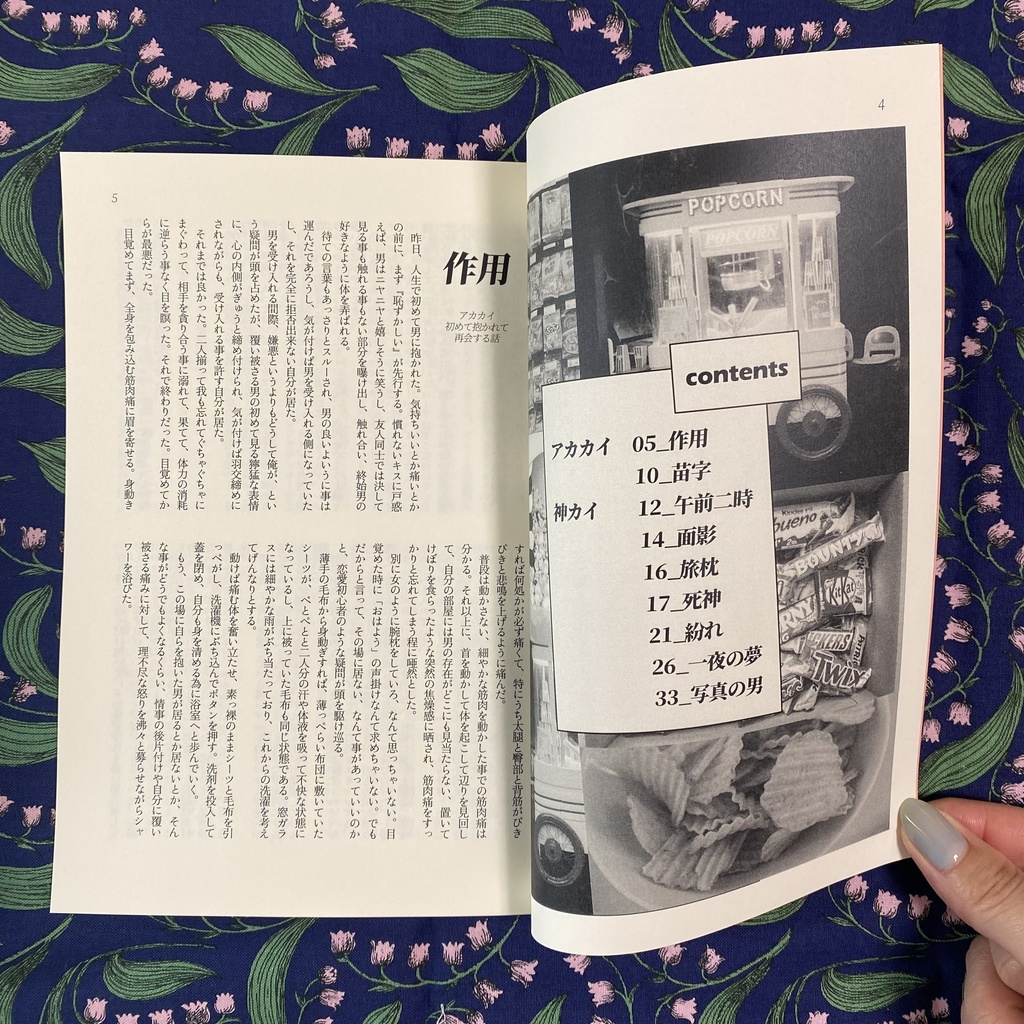 4
POPCORN
POPCORN
contents
アカカイ 05_作用
10_苗字
神カイ 12_午前二時
14_面影
16_旅枕
17_死神
21_紛れ
26_一夜の夢
33_写真の男
Kinder
bueno
BOUNTY
KitKat
TWIX
5
作用
アカカイ
初めて抱かれて
再会する話
昨日、人生で初めて男に抱かれた。気持ちいいとか痛いとか
の前に、まず『恥ずかしい』が先行する。慣れないキスに戸惑
えば、男はニヤニヤと嬉しそうに笑うし、友人同士では決して
見る事も触れる事もない部分を曝け出し、触れ合い、終始男の
好きなように体を弄ばれる。
待ての言葉もあっさりとスルーされ、男の良いように事は
運んだであろうし、気が付けば男を受け入れる側になっていた
し、それを完全に拒否出来ない自分が居た。
男を受け入れる間際、嫌悪というよりもどうして俺が、とい
う疑問が頭を占めたが、覆い被さる男の初めて見る獰猛な表情
に、心の内側がぎゅうと締め付けられ、気が付けば羽交締めに
されながらも、受け入れる事を許す自分が居た。
それまでは良かった。二人揃って我も忘れてぐちゃぐちゃに
まぐわって、相手を貪り合う事に溺れて、果てて、体力の消耗
に逆らう事なく目を瞑った。それで終わりだった。目覚めてか
らが最悪だった。
目覚めてまず、全身を包み込む筋肉痛に眉を寄せる。身動き
すれば何処かが必ず痛くて、特にうち太腿と臀部と背筋がぴき
ぴきと悲鳴を上げるように痛んだ。
普段は動かさない、細やかな筋肉を動かした事での筋肉痛は
分かる。それ以上に、首を動かして体を起こして辺りを見回し
て、自分の部屋には男の存在がどこにも見当たらない、置いて
けぼりを食らったような突然の焦燥感に晒され、筋肉痛をすっ
かりと忘れてしまう程に唖然とした。
別に女のように腕枕をしていろ、なんて思っちゃいない。目
覚めた時に「おはよう」の声掛けなんて求めちゃいない。でも
だからと言って、その場に居ない、なんて事があっていいのか
と、恋愛初心者のような疑問が頭を駆け巡る。
薄手の毛布から身動ぎすれば、薄っぺらい布団に敷いていた
シーツが、べとべとと二人分の汗や体液を吸って不快な状態に
なっているし、上に被っていた毛布も同じ状態である。窓ガラ
スには細やかな雨がぶち当たっており、これからの洗濯を考え
てげんなりとする。
動けば痛む体を奮い立たせ、素っ裸のままシーツと毛布を引
っぺがし、洗濯機にぶち込んでボタンを押す。洗剤を投入して
蓋を閉め、自分も身を清める為に浴室へと歩んでいく。
もう、この場に自らを抱いた男が居るとか居ないとか、そん
な事がどうでもよくなるくらい、情事の後片付けや自分に覆い
被さる痛みに対して、理不尽な怒りを沸々と募らせながらシャ
ワーを浴びた。